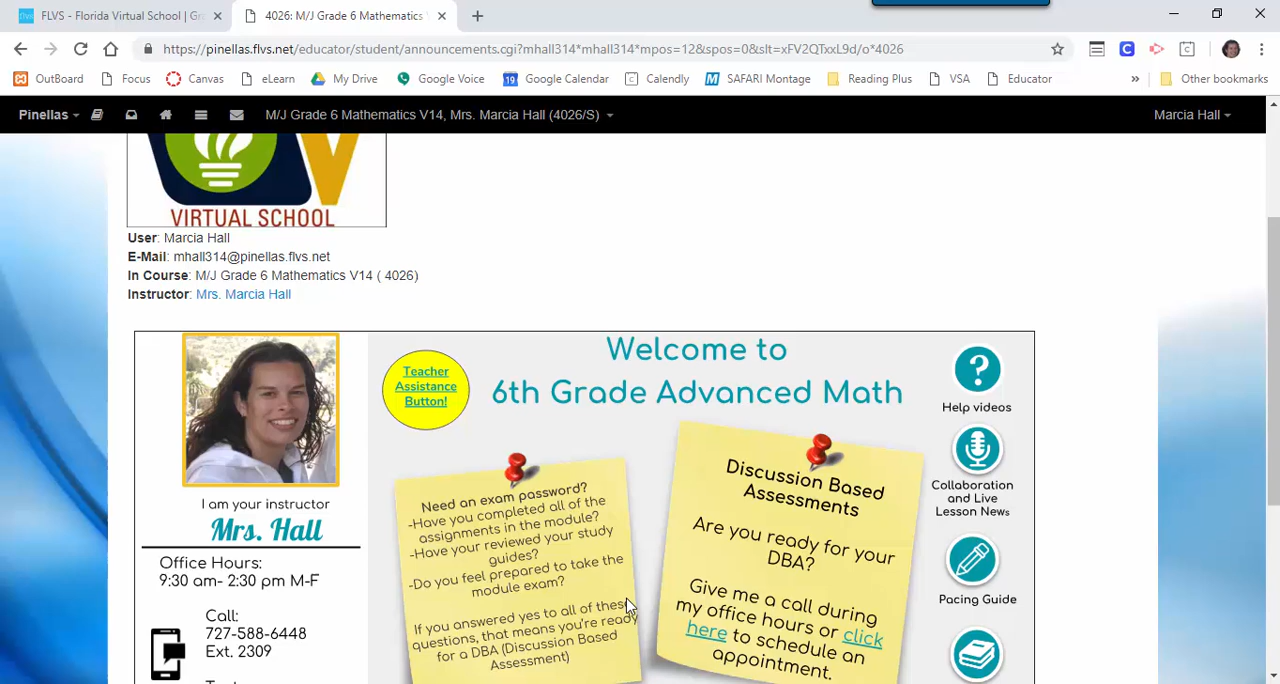 FLVS - Florida Virtual School | Gr
4026: M/J Grade 6 Mathematics
https://pinellas.flvs.net/educator/student/announcements.cgi?mhall314*mhall314*mpos=12&spos=0&slt=xFV2QTxxL9d/o*4026
OutBoard Focus Canvas eLearn My Drive Google Voice 19 Google Calendar Calendly SAFARI Montage Reading Plus VSA Educator » Other bookmarks
Pinellas M/J Grade 6 Mathematics V14, Mrs. Marcia Hall (4026/S) Marcia Hall
V
VIRTUAL SCHOOL
User: Marcia Hall
E-Mail: mhall314@pinellas.flvs.net
In Course: M/J Grade 6 Mathematics V14 ( 4026)
Instructor: Mrs. Marcia Hall
I am your instructor
Mrs. Hall
Office Hours:
9:30 am- 2:30 pm M-F
Call:
727-588-6448
Ext. 2309
Teacher
Assistance
Button!
Welcome to
6th Grade Advanced Math
Need an exam password?
-Have you completed all of the
assignments in the module?
-Have your reviewed your study
guides?
-Do you feel prepared to take the
module exam?
If you answered yes to all of these
questions, that means you're ready
for a DBA (Discussion Based
Assessment)
Discussion Based
Assessments
Are you ready for your
DBA?
Give me a call during
my office hours or click
here to schedule an
appointment.
?
Help videos
Collaboration
and Live
Lesson News
Pacing Guide